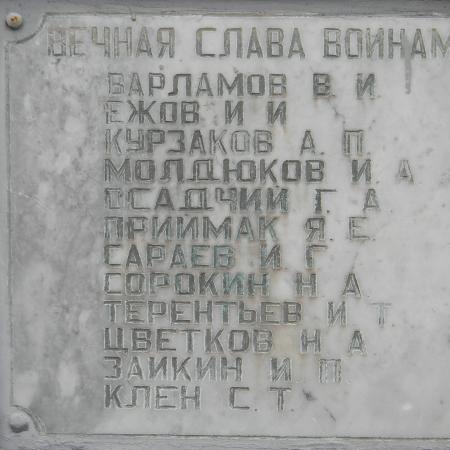 ВЕЧНАЯ СЛАВА ВОИНАМ
ВАРЛАМОВ В. И.
ЕЖОВ И И
КУРЗАКОВ А. П.
МОЛДЮКОВ И. А.
ОСАДЧИЙ Г. А
ПРИИМАК Я. Е.
САРАЕВ И. Г
СОРОКИН Н А.
ТЕРЕНТЬЕВ И Т
ЦВЕТКОВ Н А
ЗАИКИН И. П
КЛЕН С. Т.